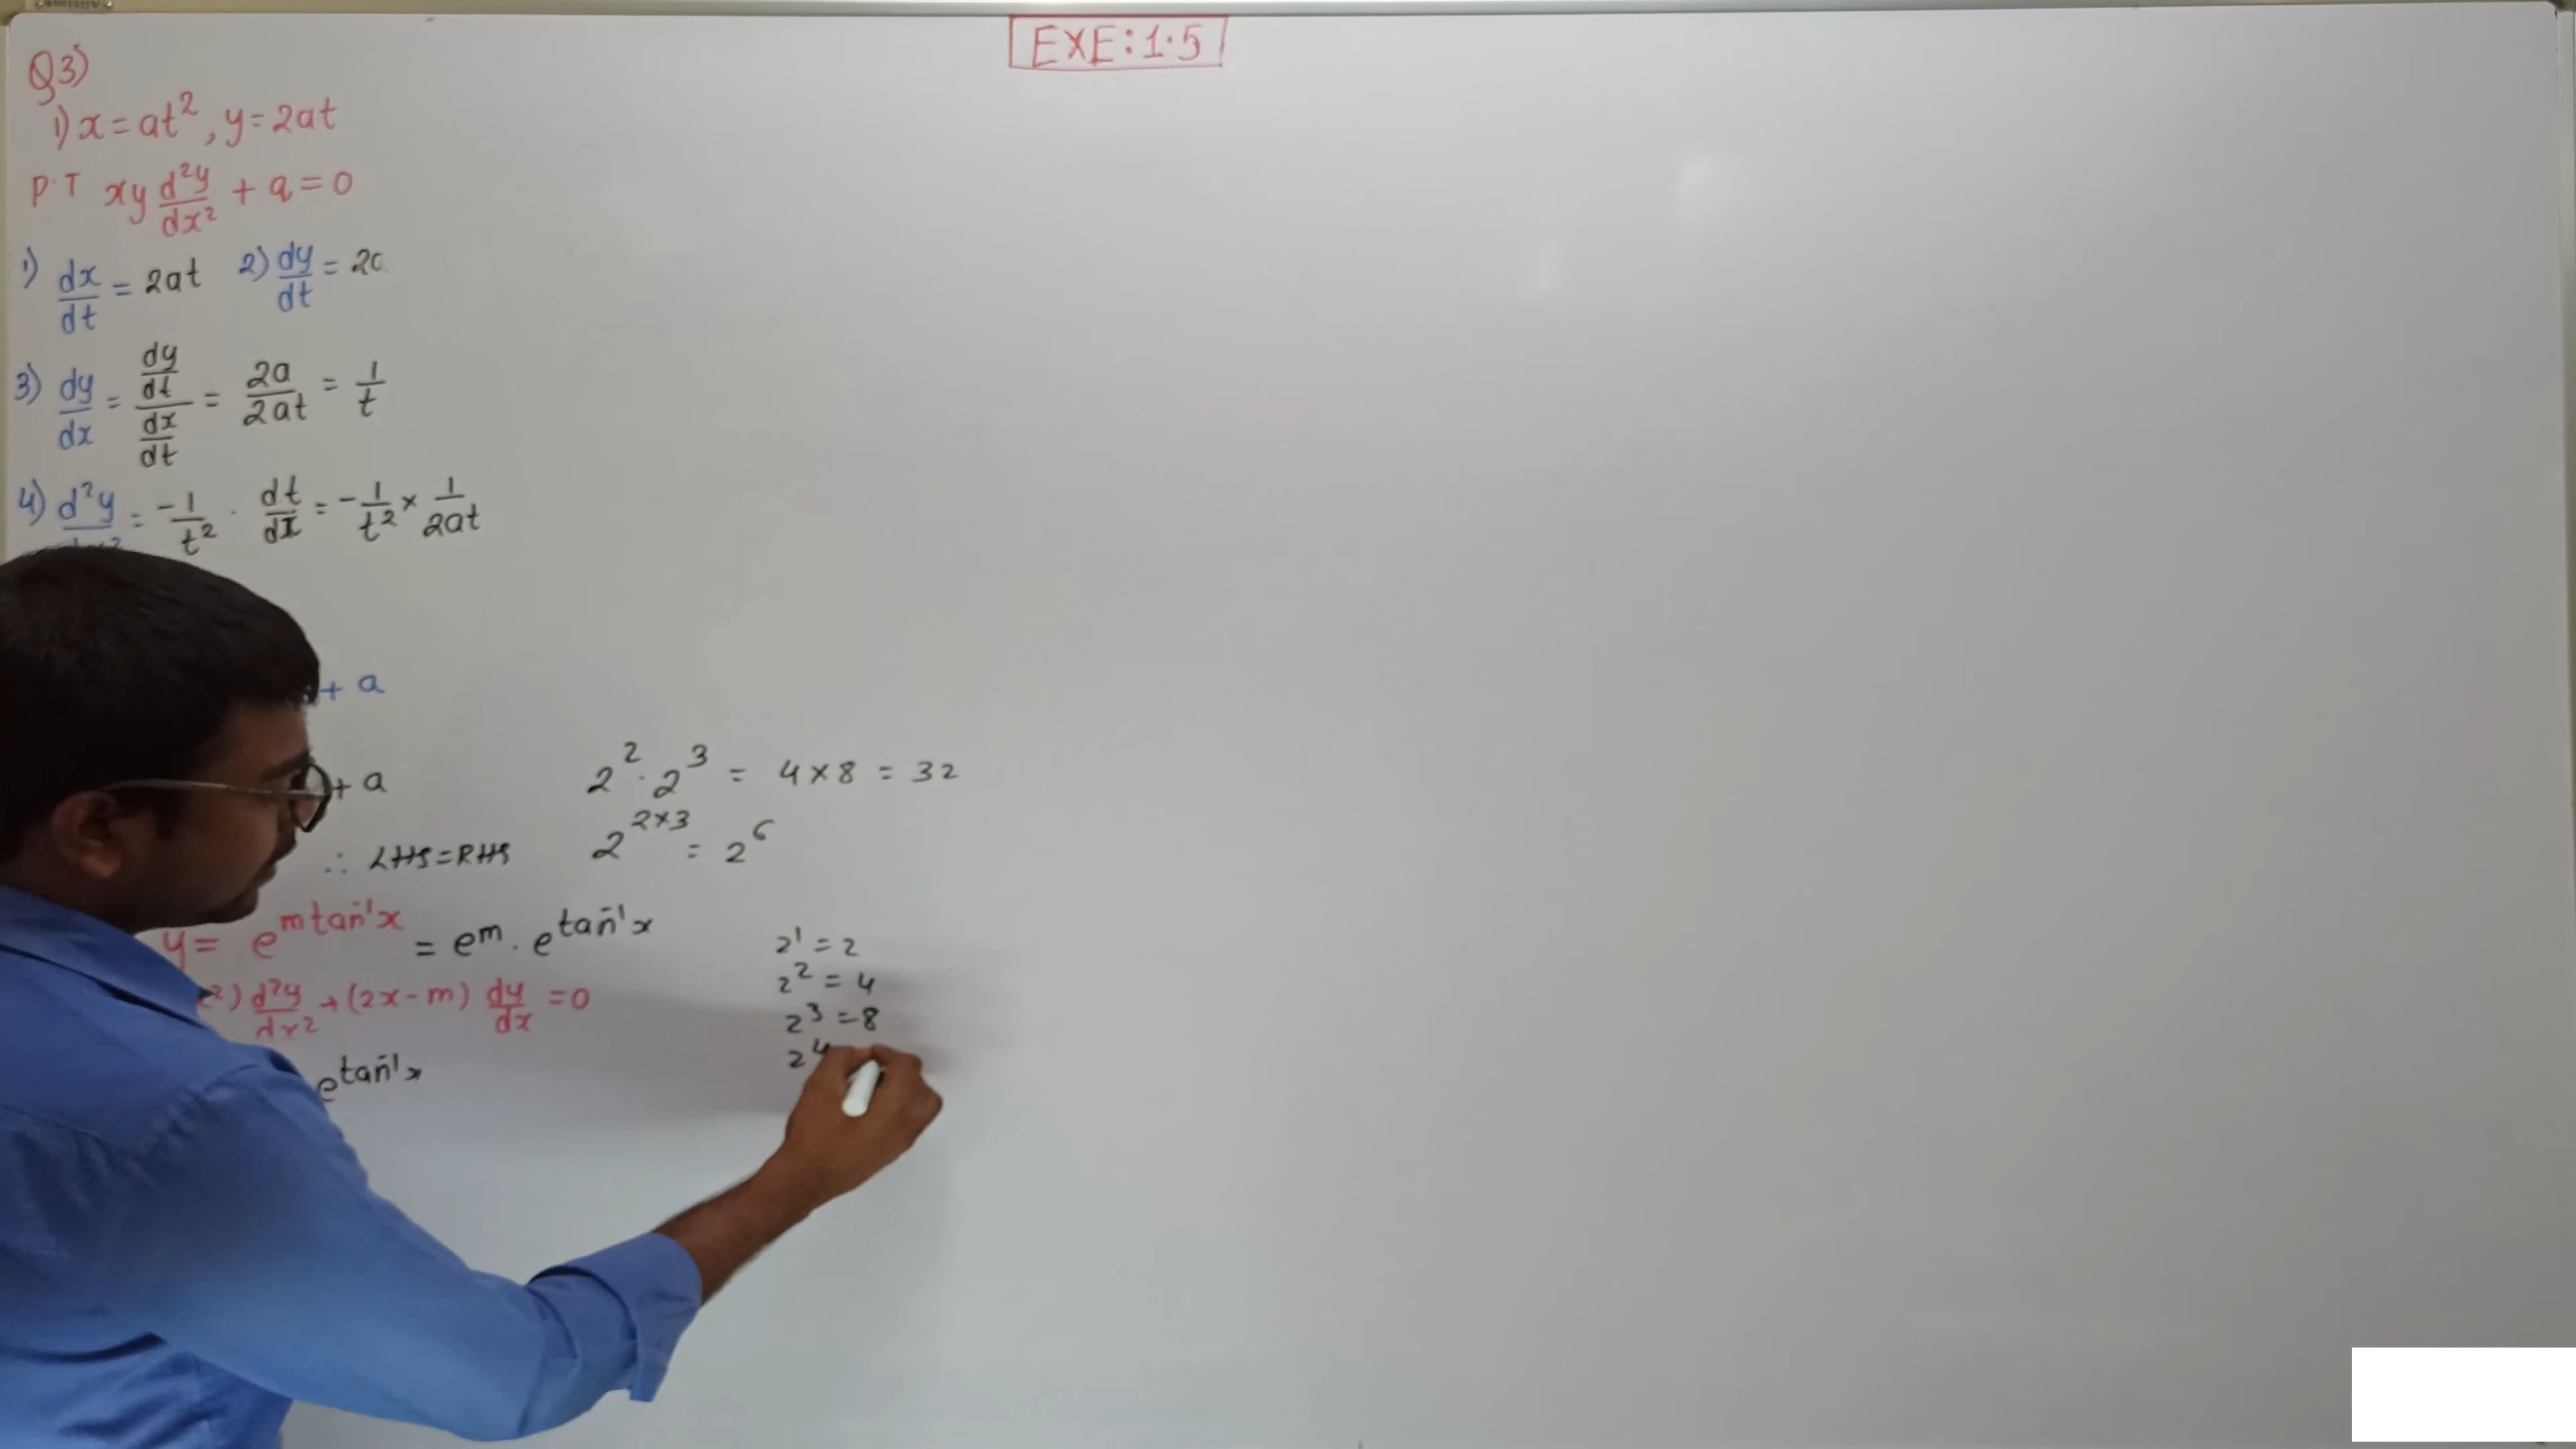 EXE:1.5
Q3)
1) x = at², y = 2at
P.T xy d²y/dx² + a = 0
1) dx/dt = 2at 2) dy/dt = 2a
3) dy/dx = (dy/dt)/(dx/dt) = 2a/2at = 1/t
4) d²y/dx² = -1/t² . dt/dx = -1/t² × 1/2at
+ a
+ a
∴ LHS=RHS
2² . 2³ = 4×8 = 32
2^(2×3) = 2⁶
y = e^(m tan⁻¹x) = e^m . e^(tan⁻¹x)
²) d²y/dx² + (2x-m) dy/dx = 0
e^(tan⁻¹x)
2¹ = 2
2² = 4
2³ = 8
2⁴